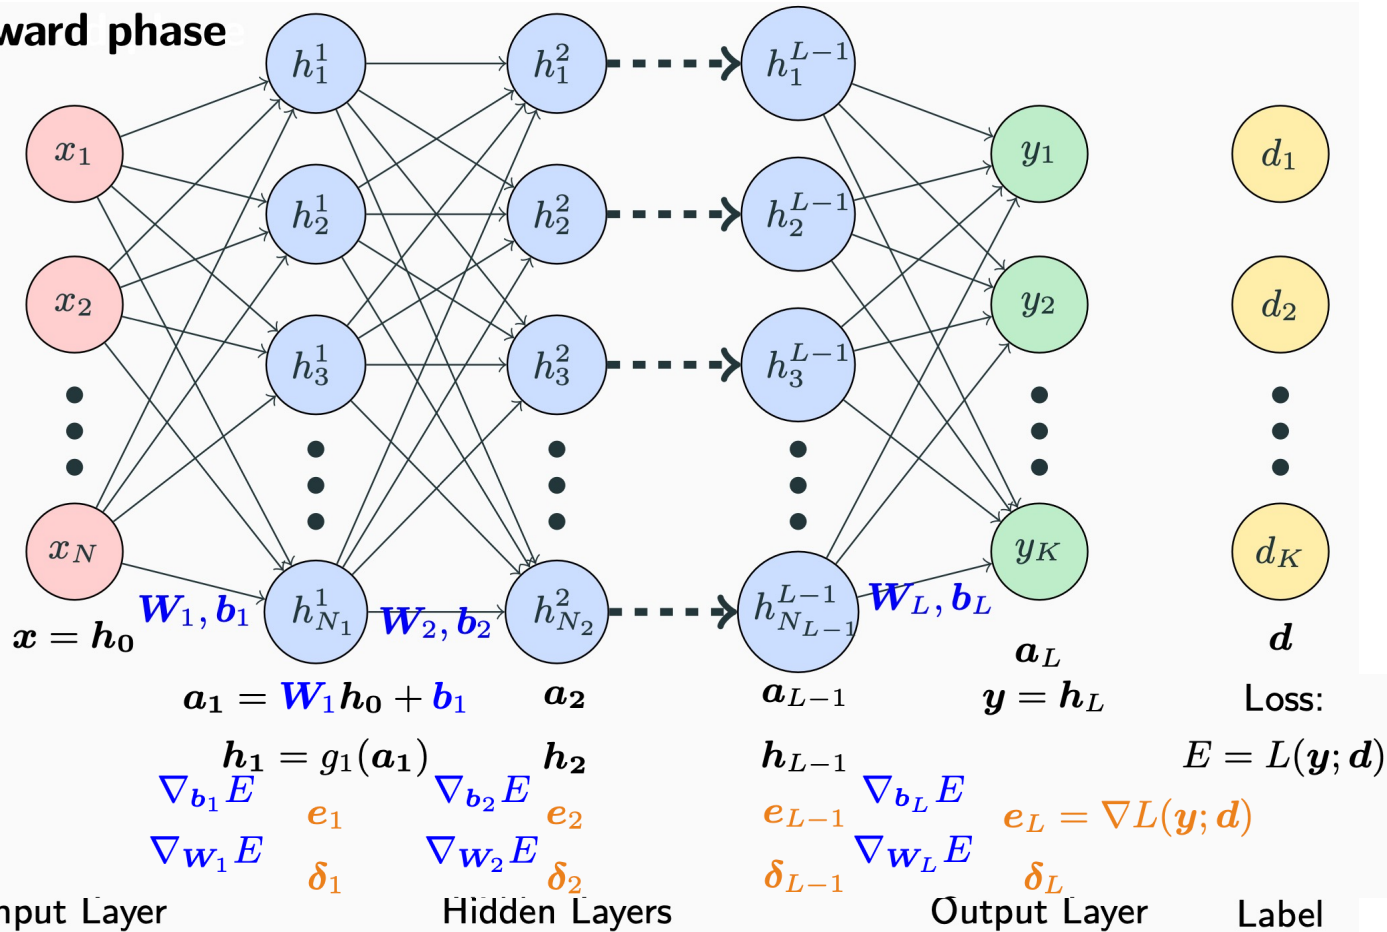 ward phase
h_1^1 h_1^2 h_1^{L-1}
x_1 y_1 d_1
h_2^1 h_2^2 h_2^{L-1}
x_2 y_2 d_2
h_3^1 h_3^2 h_3^{L-1}
x_N y_K d_K
h_{N_1}^1 h_{N_2}^2 h_{N_{L-1}}^{L-1}
W_1, b_1 W_2, b_2 W_L, b_L
x = h_0 a_L d
a_1 = W_1h_0 + b_1 a_2 a_{L-1} y = h_L Loss:
h_1 = g_1(a_1) h_2 h_{L-1} E = L(y; d)
∇_{b_1}E ∇_{b_2}E ∇_{b_L}E
e_1 e_2 e_{L-1} e_L = ∇L(y; d)
∇_{W_1}E ∇_{W_2}E ∇_{W_L}E
δ_1 δ_2 δ_{L-1} δ_L
nput Layer Hidden Layers Output Layer Label